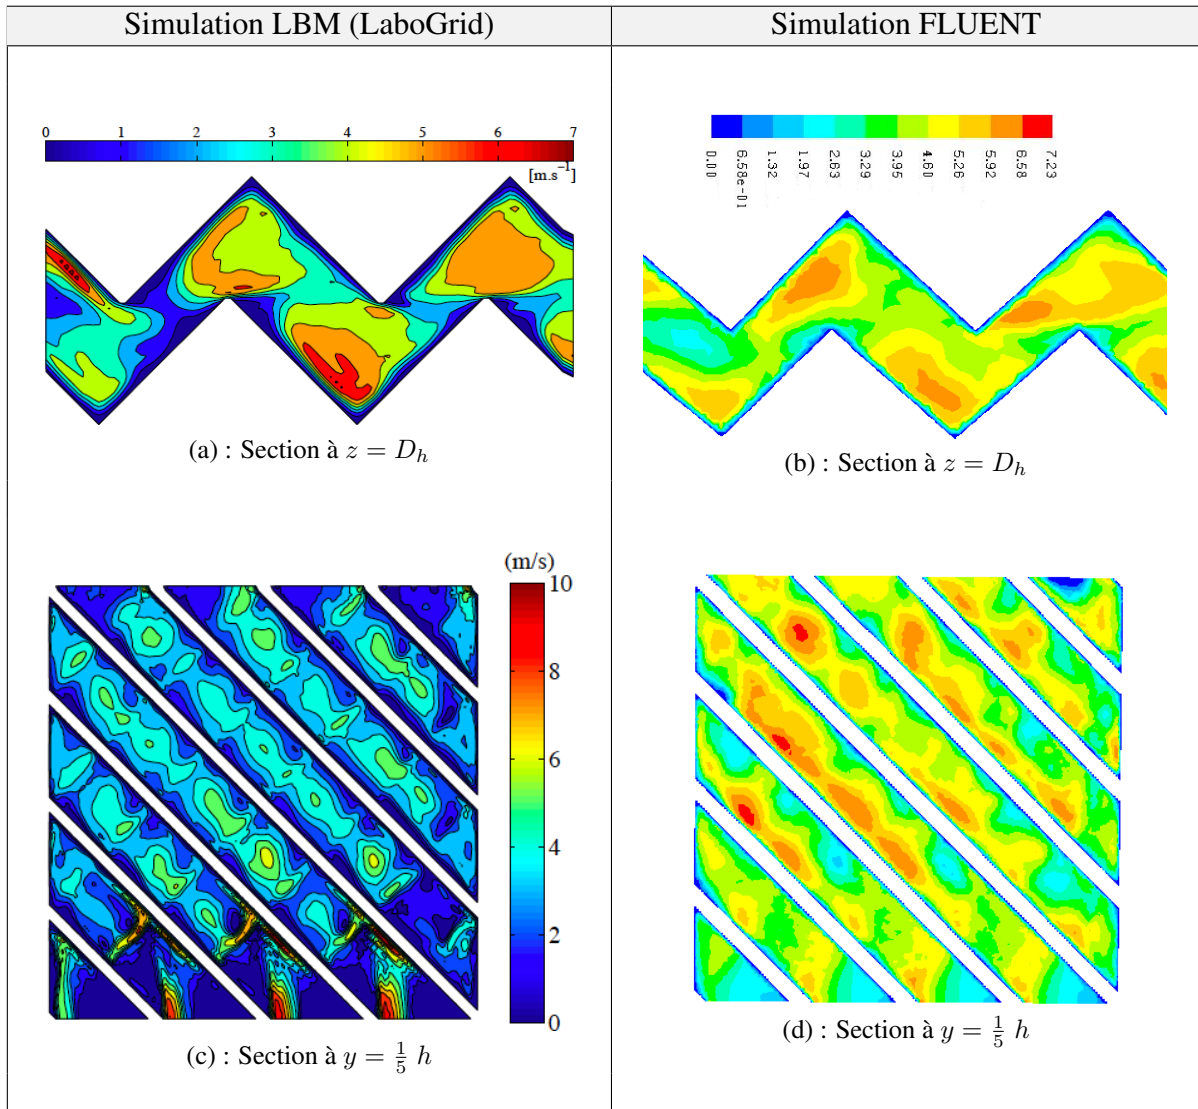 Simulation LBM (LaboGrid)
Simulation FLUENT
0 1 2 3 4 5 6 7
[m.s⁻¹]
0.00 6.58e-01 1.32 1.97 2.63 3.29 3.95 4.60 5.26 5.92 6.58 7.23
(a) : Section à z = D_h
(b) : Section à z = D_h
(m/s)
10
8
6
4
2
0
(c) : Section à y = 1/5 h
(d) : Section à y = 1/5 h